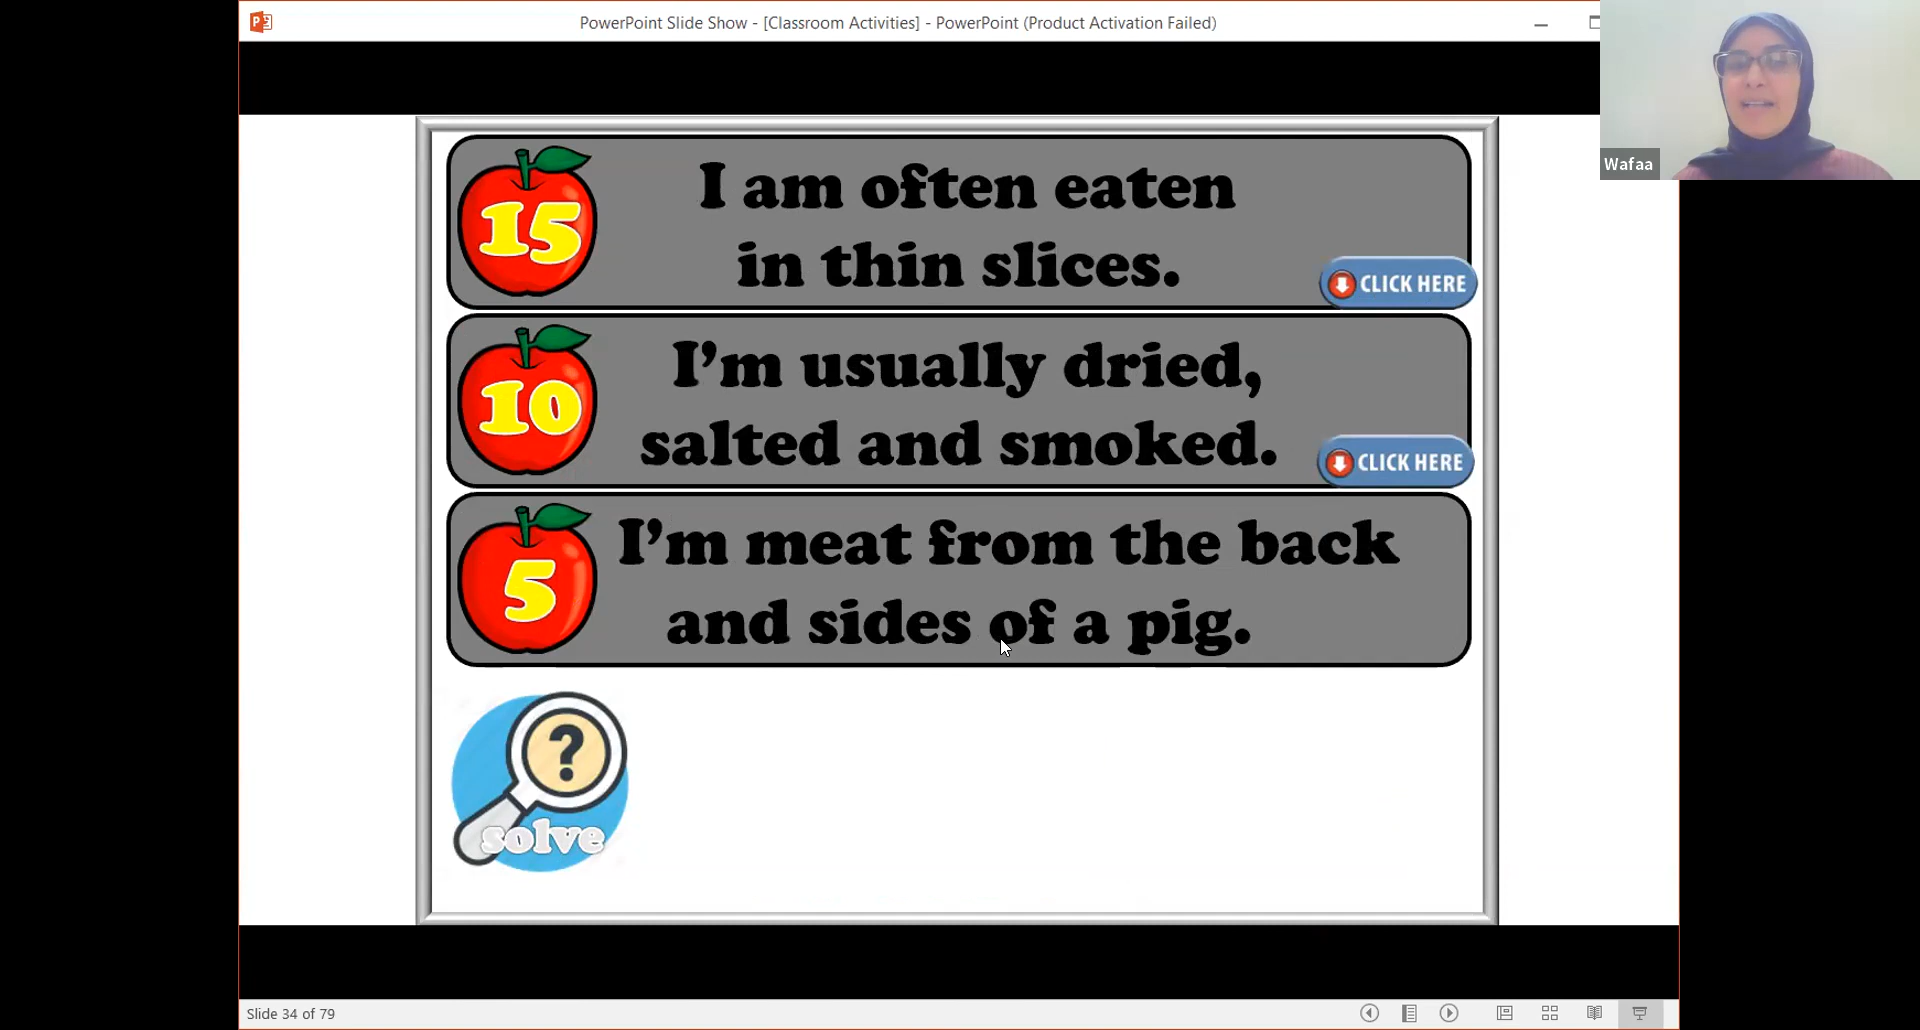 PowerPoint Slide Show - [Classroom Activities] - PowerPoint (Product Activation Failed)
Wafaa
15
I am often eaten
in thin slices.
CLICK HERE
10
I'm usually dried,
salted and smoked.
CLICK HERE
5
I'm meat from the back
and sides of a pig.
?
solve
Slide 34 of 79